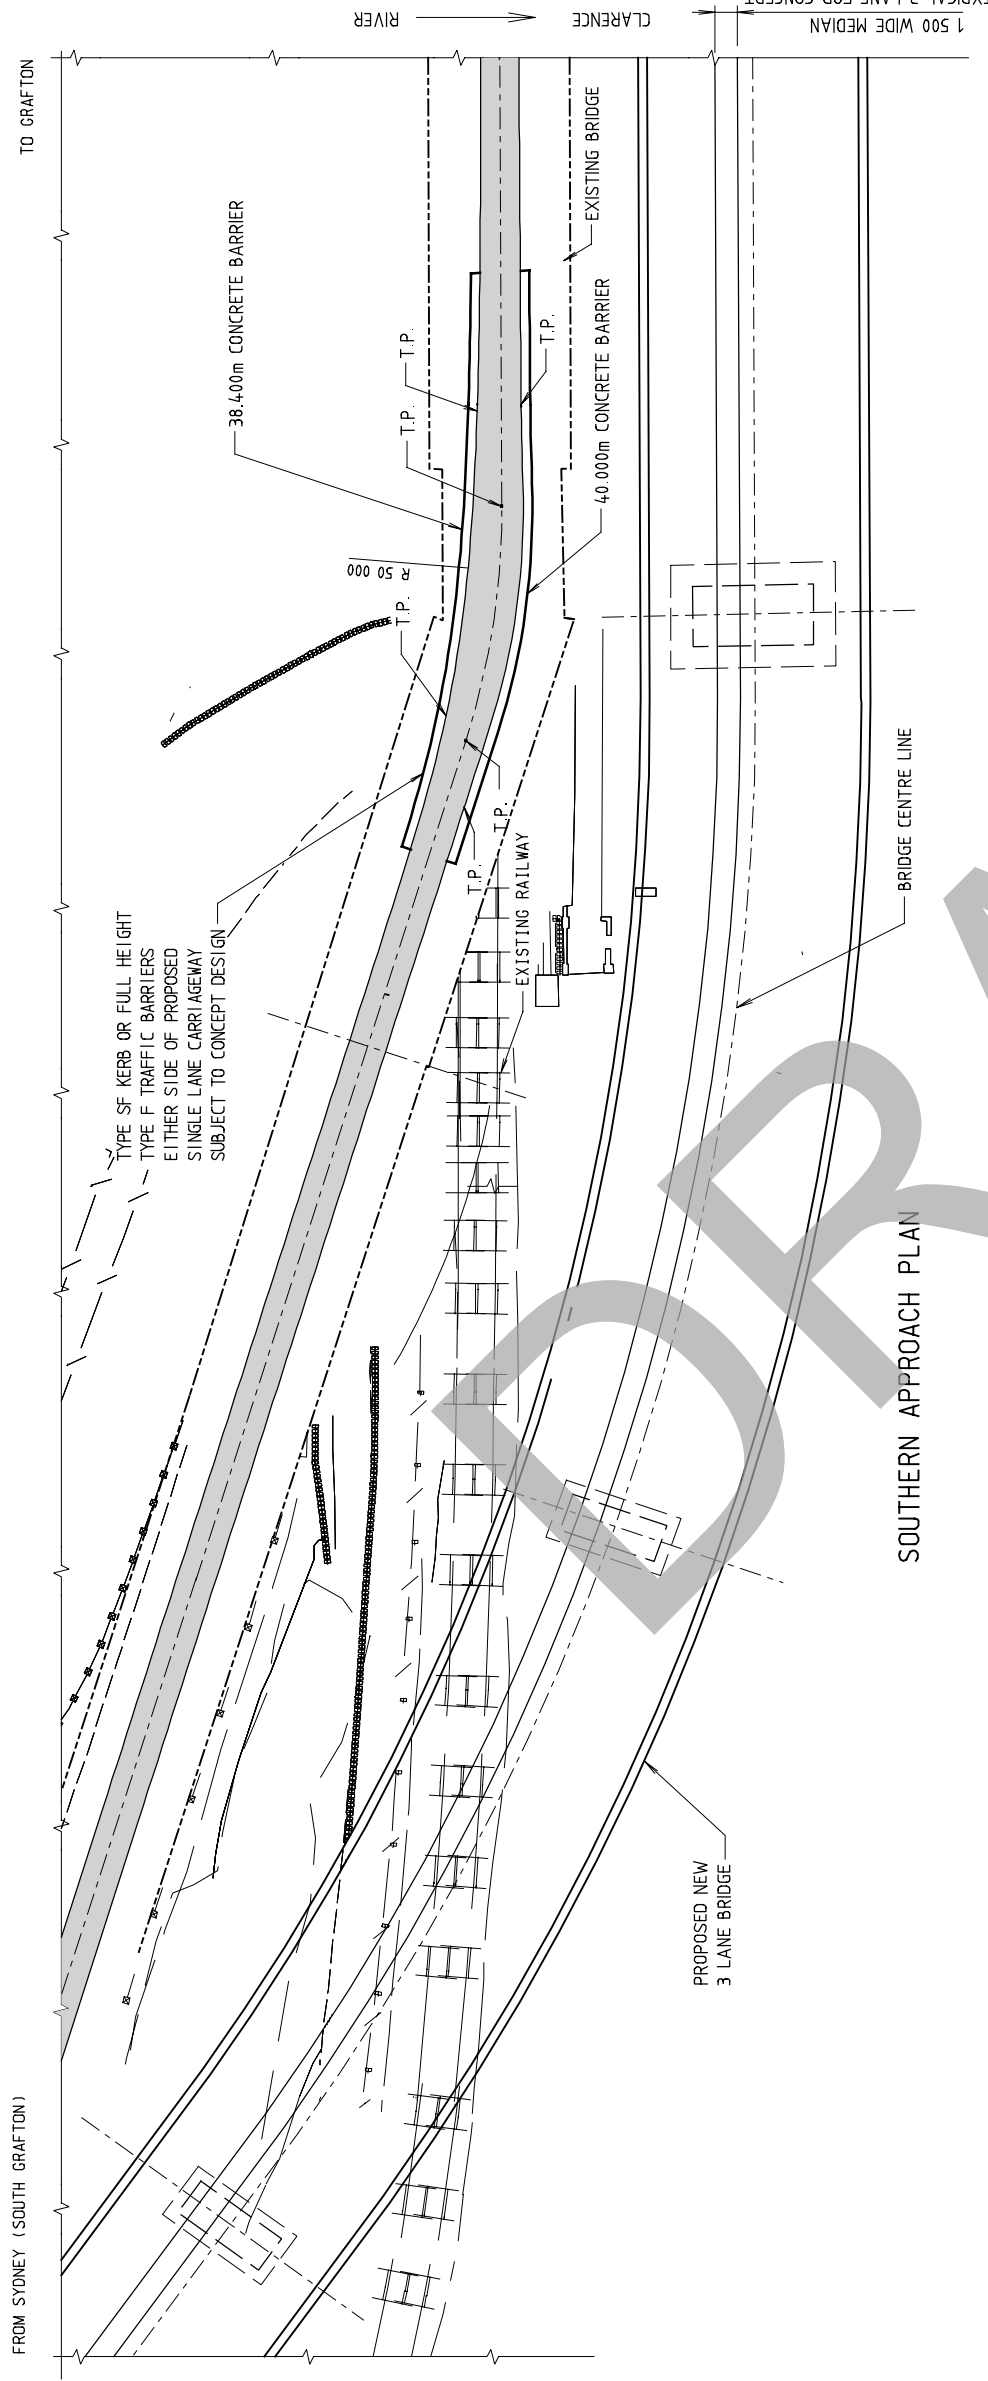 FROM SYDNEY (SOUTH GRAFTON)
TO GRAFTON
TYPE SF KERB OR FULL HEIGHT
TYPE F TRAFFIC BARRIERS
EITHER SIDE OF PROPOSED
SINGLE LANE CARRIAGEWAY
SUBJECT TO CONCEPT DESIGN
38.400m CONCRETE BARRIER
R 50 000
T.P.
T.P.
T.P.
T.P.
T.P.
T.P.
CLARENCE
RIVER
EXISTING RAILWAY
EXISTING BRIDGE
40.000m CONCRETE BARRIER
PROPOSED NEW
3 LANE BRIDGE
BRIDGE CENTRE LINE
1 500 WIDE MEDIAN
SOUTHERN APPROACH PLAN
DRA